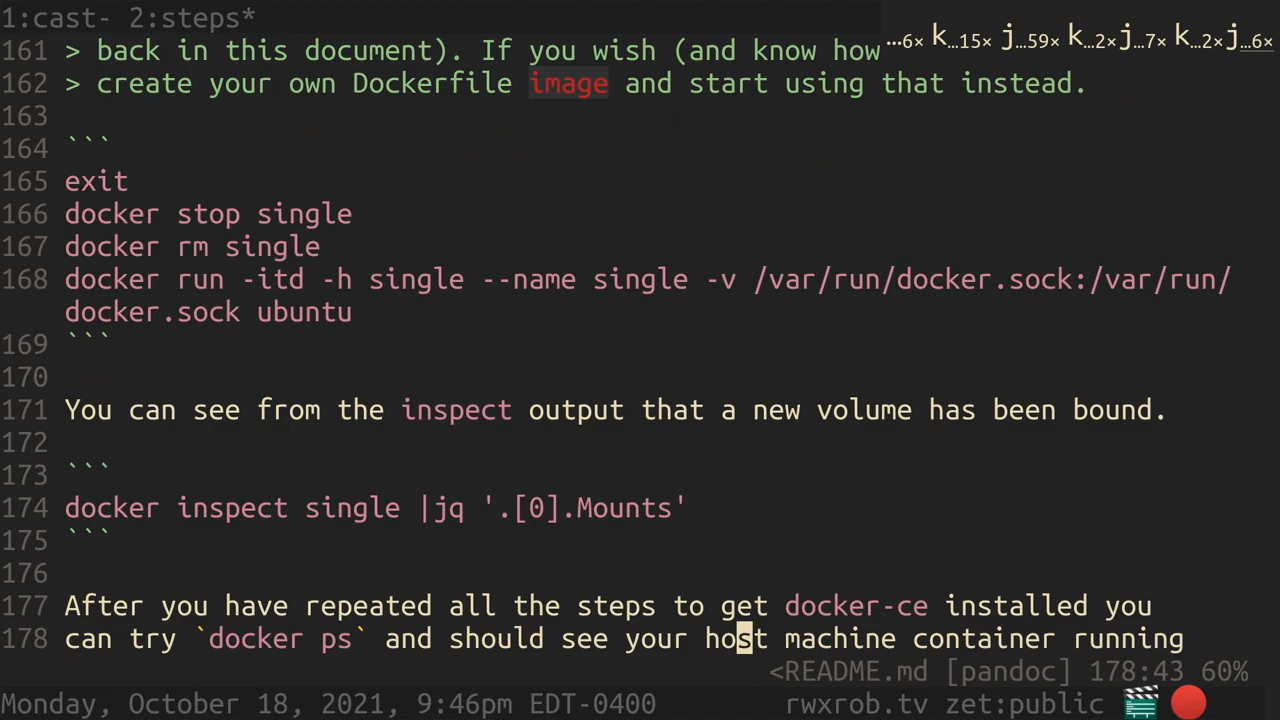 1:cast- 2:steps*
…6× k…15× j…59× k…2× j…7× k…2× j…6×
161 > back in this document). If you wish (and know how
162 > create your own Dockerfile image and start using that instead.
163
164 ```
165 exit
166 docker stop single
167 docker rm single
168 docker run -itd -h single --name single -v /var/run/docker.sock:/var/run/
docker.sock ubuntu
169 ```
170
171 You can see from the inspect output that a new volume has been bound.
172
173 ```
174 docker inspect single |jq '.[0].Mounts'
175 ```
176
177 After you have repeated all the steps to get docker-ce installed you
178 can try `docker ps` and should see your host machine container running
<README.md [pandoc] 178:43 60%
Monday, October 18, 2021, 9:46pm EDT-0400 rwxrob.tv zet:public